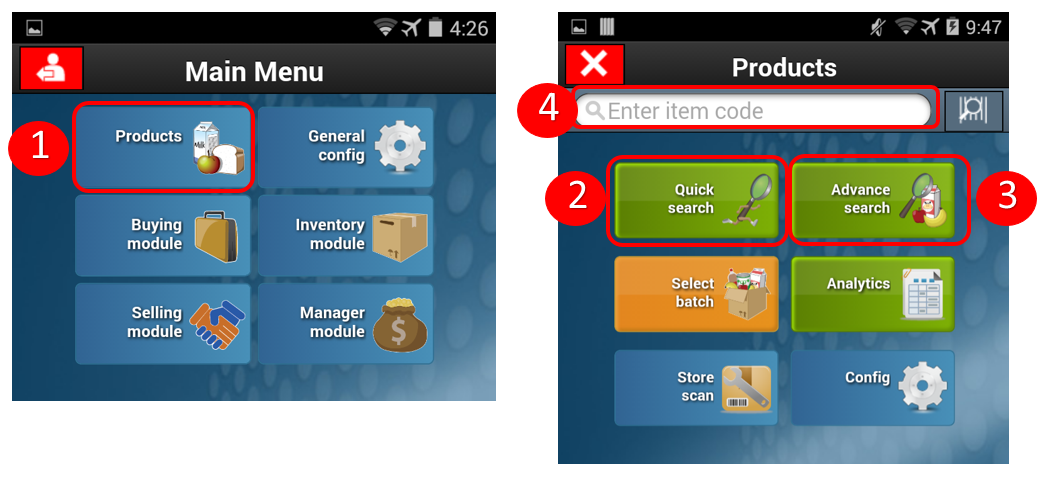 4:26
Main Menu
1
Products
General
config
Buying
module
Inventory
module
Selling
module
Manager
module
$
Milk
9:47
Products
4
Enter item code
2
Quick
search
Advance
search
3
Select
batch
Analytics
Store
scan
Config